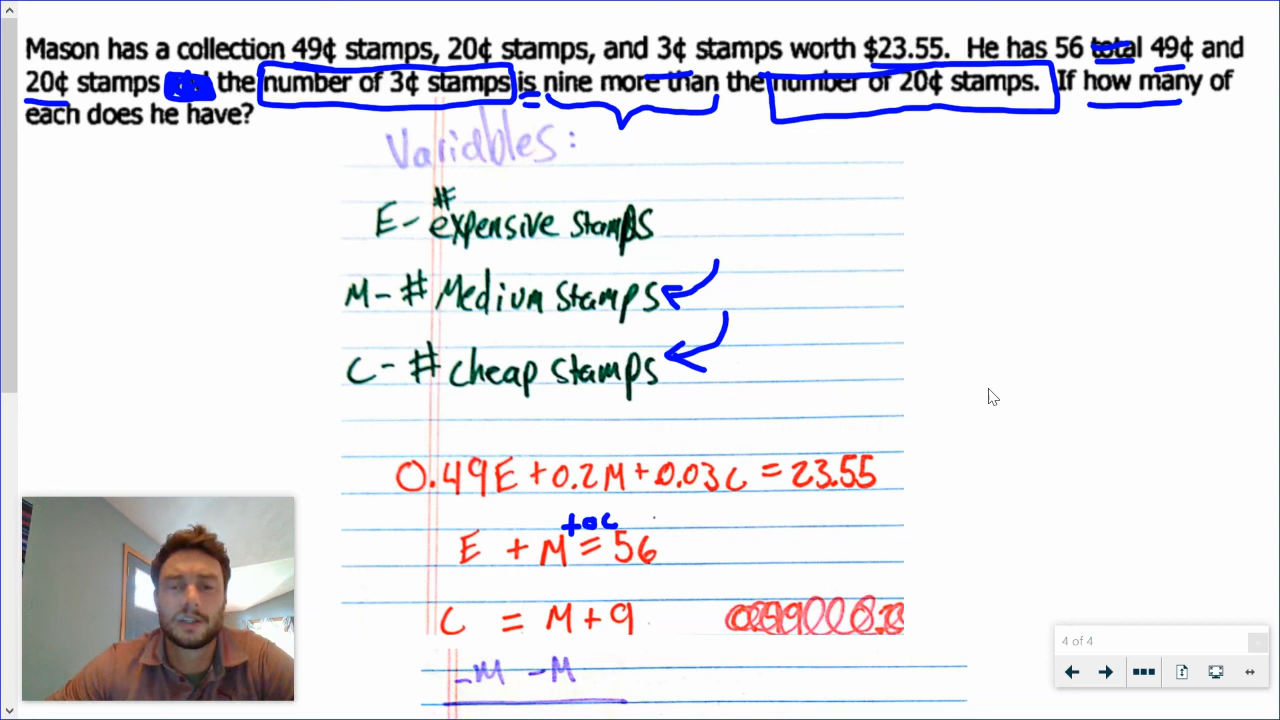 Mason has a collection 49¢ stamps, 20¢ stamps, and 3¢ stamps worth $23.55. He has 56 total 49¢ and
20¢ stamps the number of 3¢ stamps is nine more than the number of 20¢ stamps. If how many of
each does he have?
Variables:
E - # expensive stamps
M - # Medium stamps
C - # cheap stamps
0.49E + 0.2M + 0.03C = 23.55
+0C
E + M = 56
C = M + 9
-M -M
4 of 4